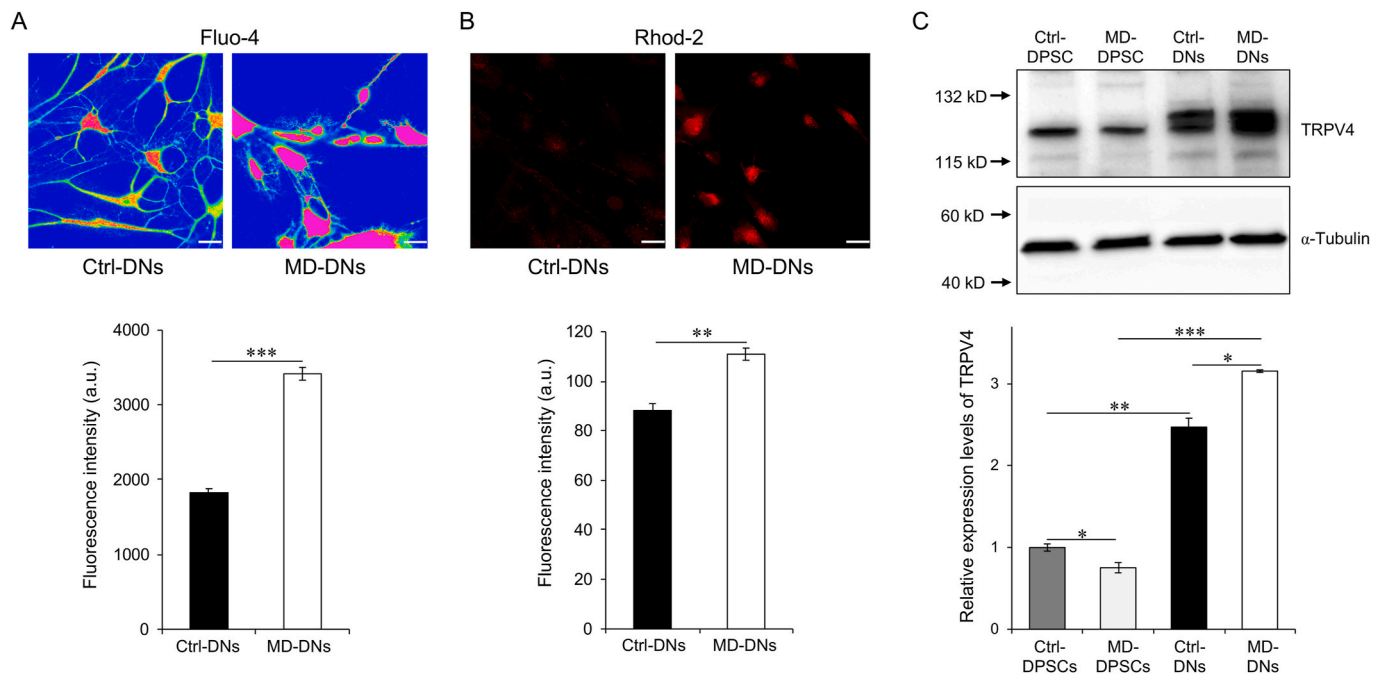 A
Fluo-4
Ctrl-DNs
MD-DNs
Fluorescence intensity (a.u.)
4000
3000
2000
1000
0
***
Ctrl-DNs
MD-DNs
B
Rhod-2
Ctrl-DNs
MD-DNs
Fluorescence intensity (a.u.)
120
100
80
60
40
20
0
**
Ctrl-DNs
MD-DNs
C
Ctrl-
DPSC
MD-
DPSC
Ctrl-
DNs
MD-
DNs
132 kD
115 kD
TRPV4
60 kD
40 kD
α-Tubulin
Relative expression levels of TRPV4
3
2
1
0
***
*
**
*
Ctrl-
DPSCs
MD-
DPSCs
Ctrl-
DNs
MD-
DNs